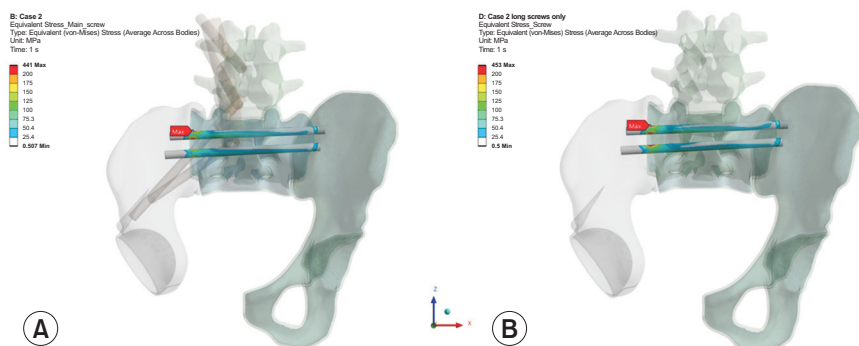 B: Case 2
Equivalent Stress_Main_screw
Type: Equivalent (von-Mises) Stress (Average Across Bodies)
Unit: MPa
Time: 1 s
441 Max
200
175
150
125
100
75.3
50.4
25.4
0.507 Min
Max
A
D: Case 2 long screws only
Equivalent Stress_Screw
Type: Equivalent (von-Mises) Stress (Average Across Bodies)
Unit: MPa
Time: 1 s
453 Max
200
175
150
125
100
75.3
50.4
25.4
0.5 Min
Max
Z
X
B